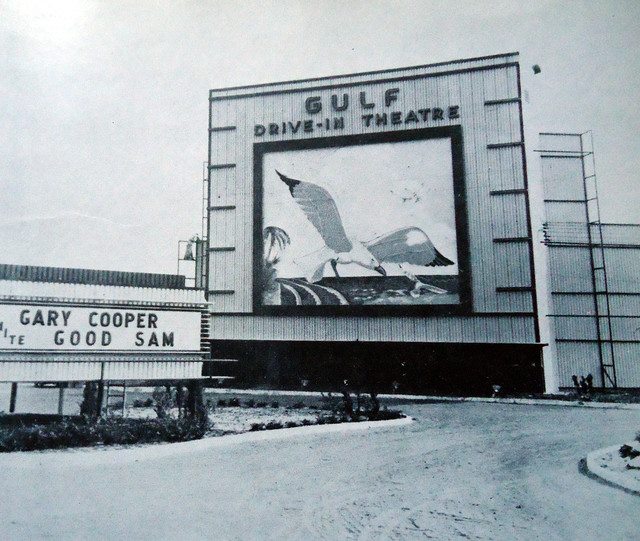 GULF
DRIVE-IN THEATRE
GARY COOPER
ITE GOOD SAM